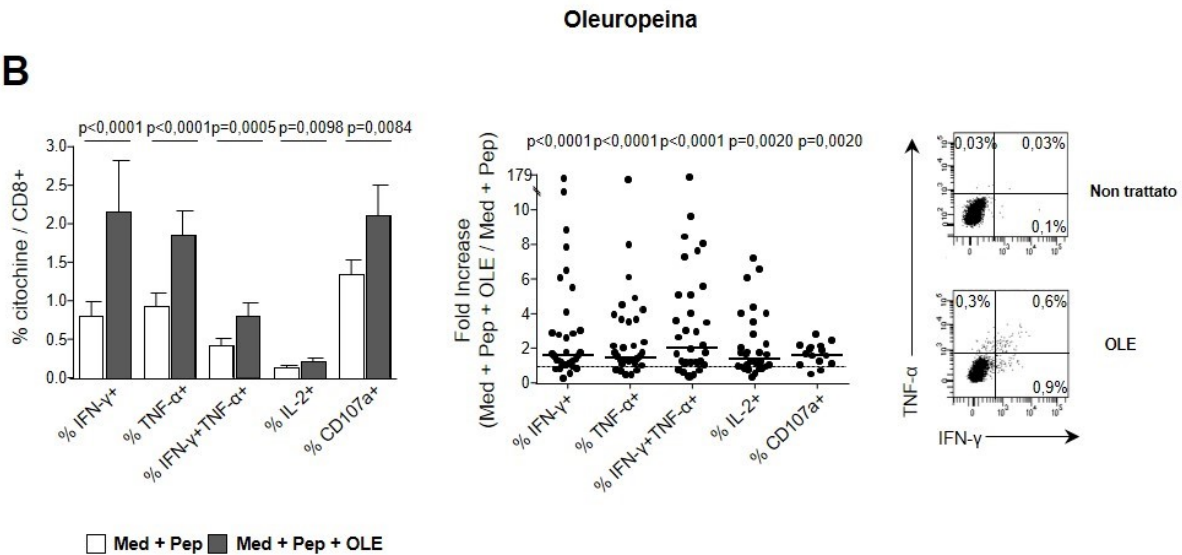 Oleuropeina
B
p<0,0001 p<0,0001 p=0,0005 p=0,0098 p=0,0084
% citochine / CD8+
3.0
2.5
2.0
1.5
1.0
0.5
0.0
% IFN-γ+
% TNF-α+
% IFN-γ+TNF-α+
% IL-2+
% CD107a+
Med + Pep
Med + Pep + OLE
p<0,0001 p<0,0001 p<0,0001 p=0,0020 p=0,0020
Fold Increase
(Med + Pep + OLE / Med + Pep)
179
10
8
6
4
2
0
% IFN-γ+
% TNF-α+
% IFN-γ+TNF-α+
% IL-2+
% CD107a+
TNF-α
0,03% 0,03%
0,1%
Non trattato
0,3% 0,6%
0,9%
OLE
IFN-γ